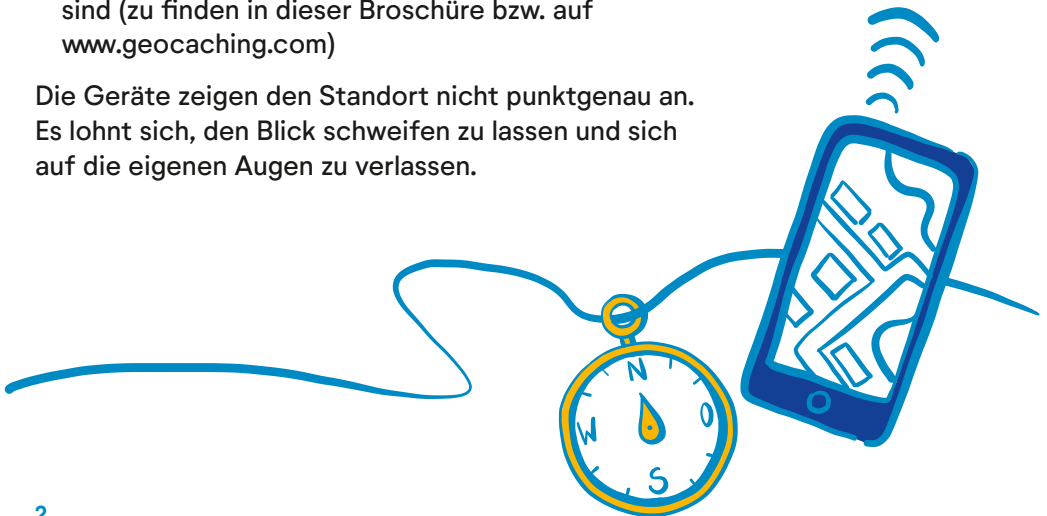 sind (zu finden in dieser Broschüre bzw. auf
www.geocaching.com)
Die Geräte zeigen den Standort nicht punktgenau an.
Es lohnt sich, den Blick schweifen zu lassen und sich
auf die eigenen Augen zu verlassen.
N
W O
S
2